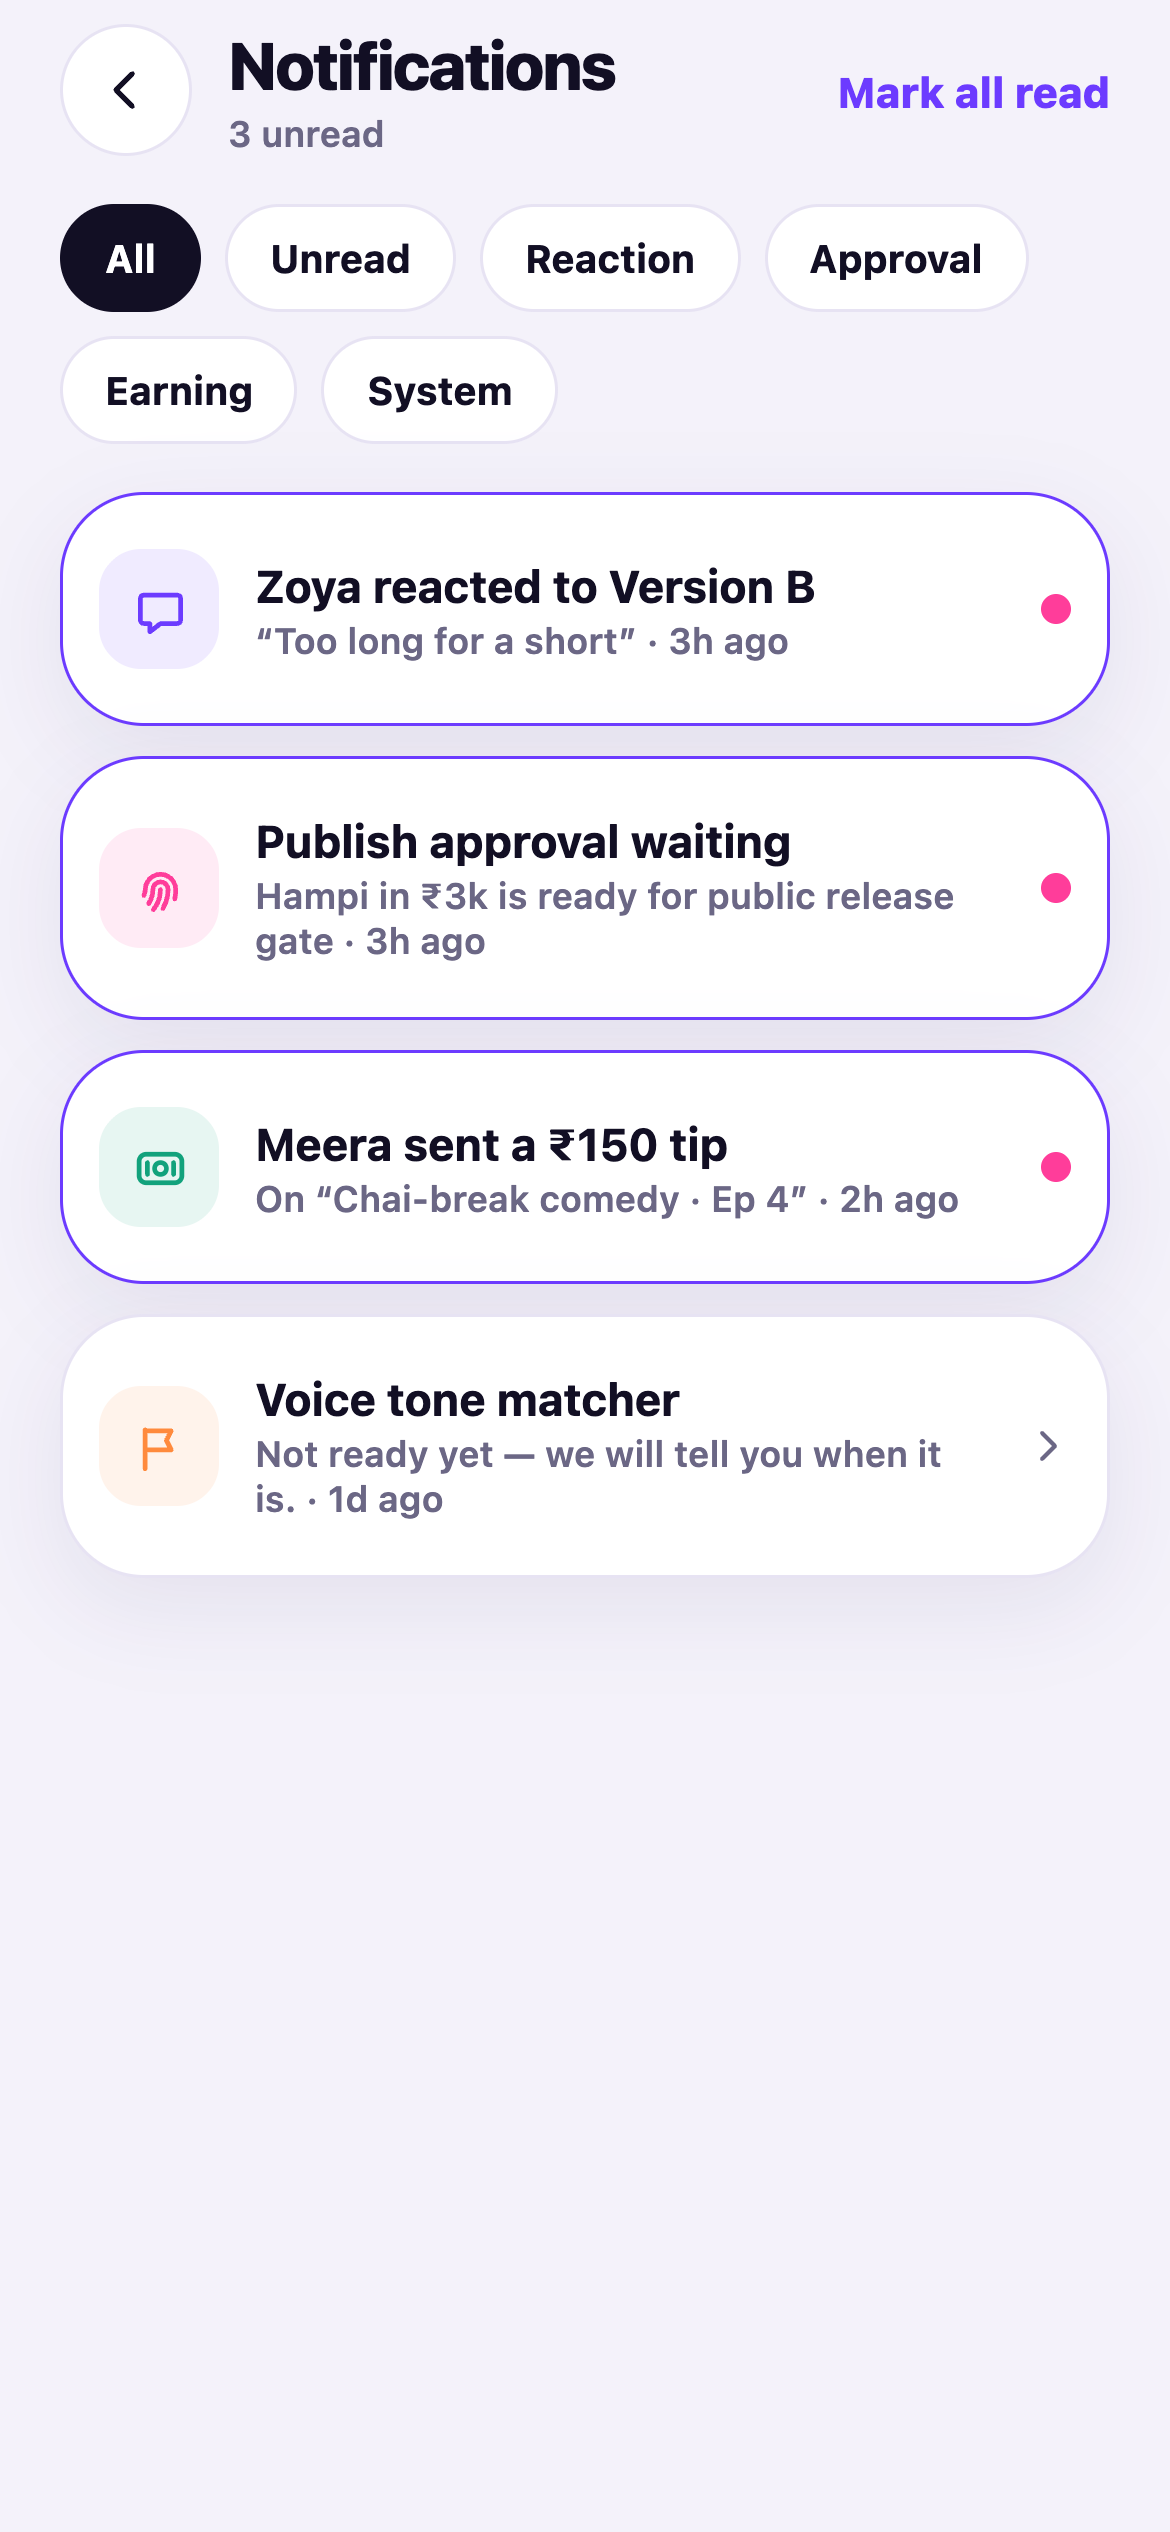 Notifications
3 unread
Mark all read
All
Unread
Reaction
Approval
Earning
System
Zoya reacted to Version B
“Too long for a short” · 3h ago
Publish approval waiting
Hampi in ₹3k is ready for public release
gate · 3h ago
Meera sent a ₹150 tip
On “Chai-break comedy · Ep 4” · 2h ago
Voice tone matcher
Not ready yet — we will tell you when it
is. · 1d ago